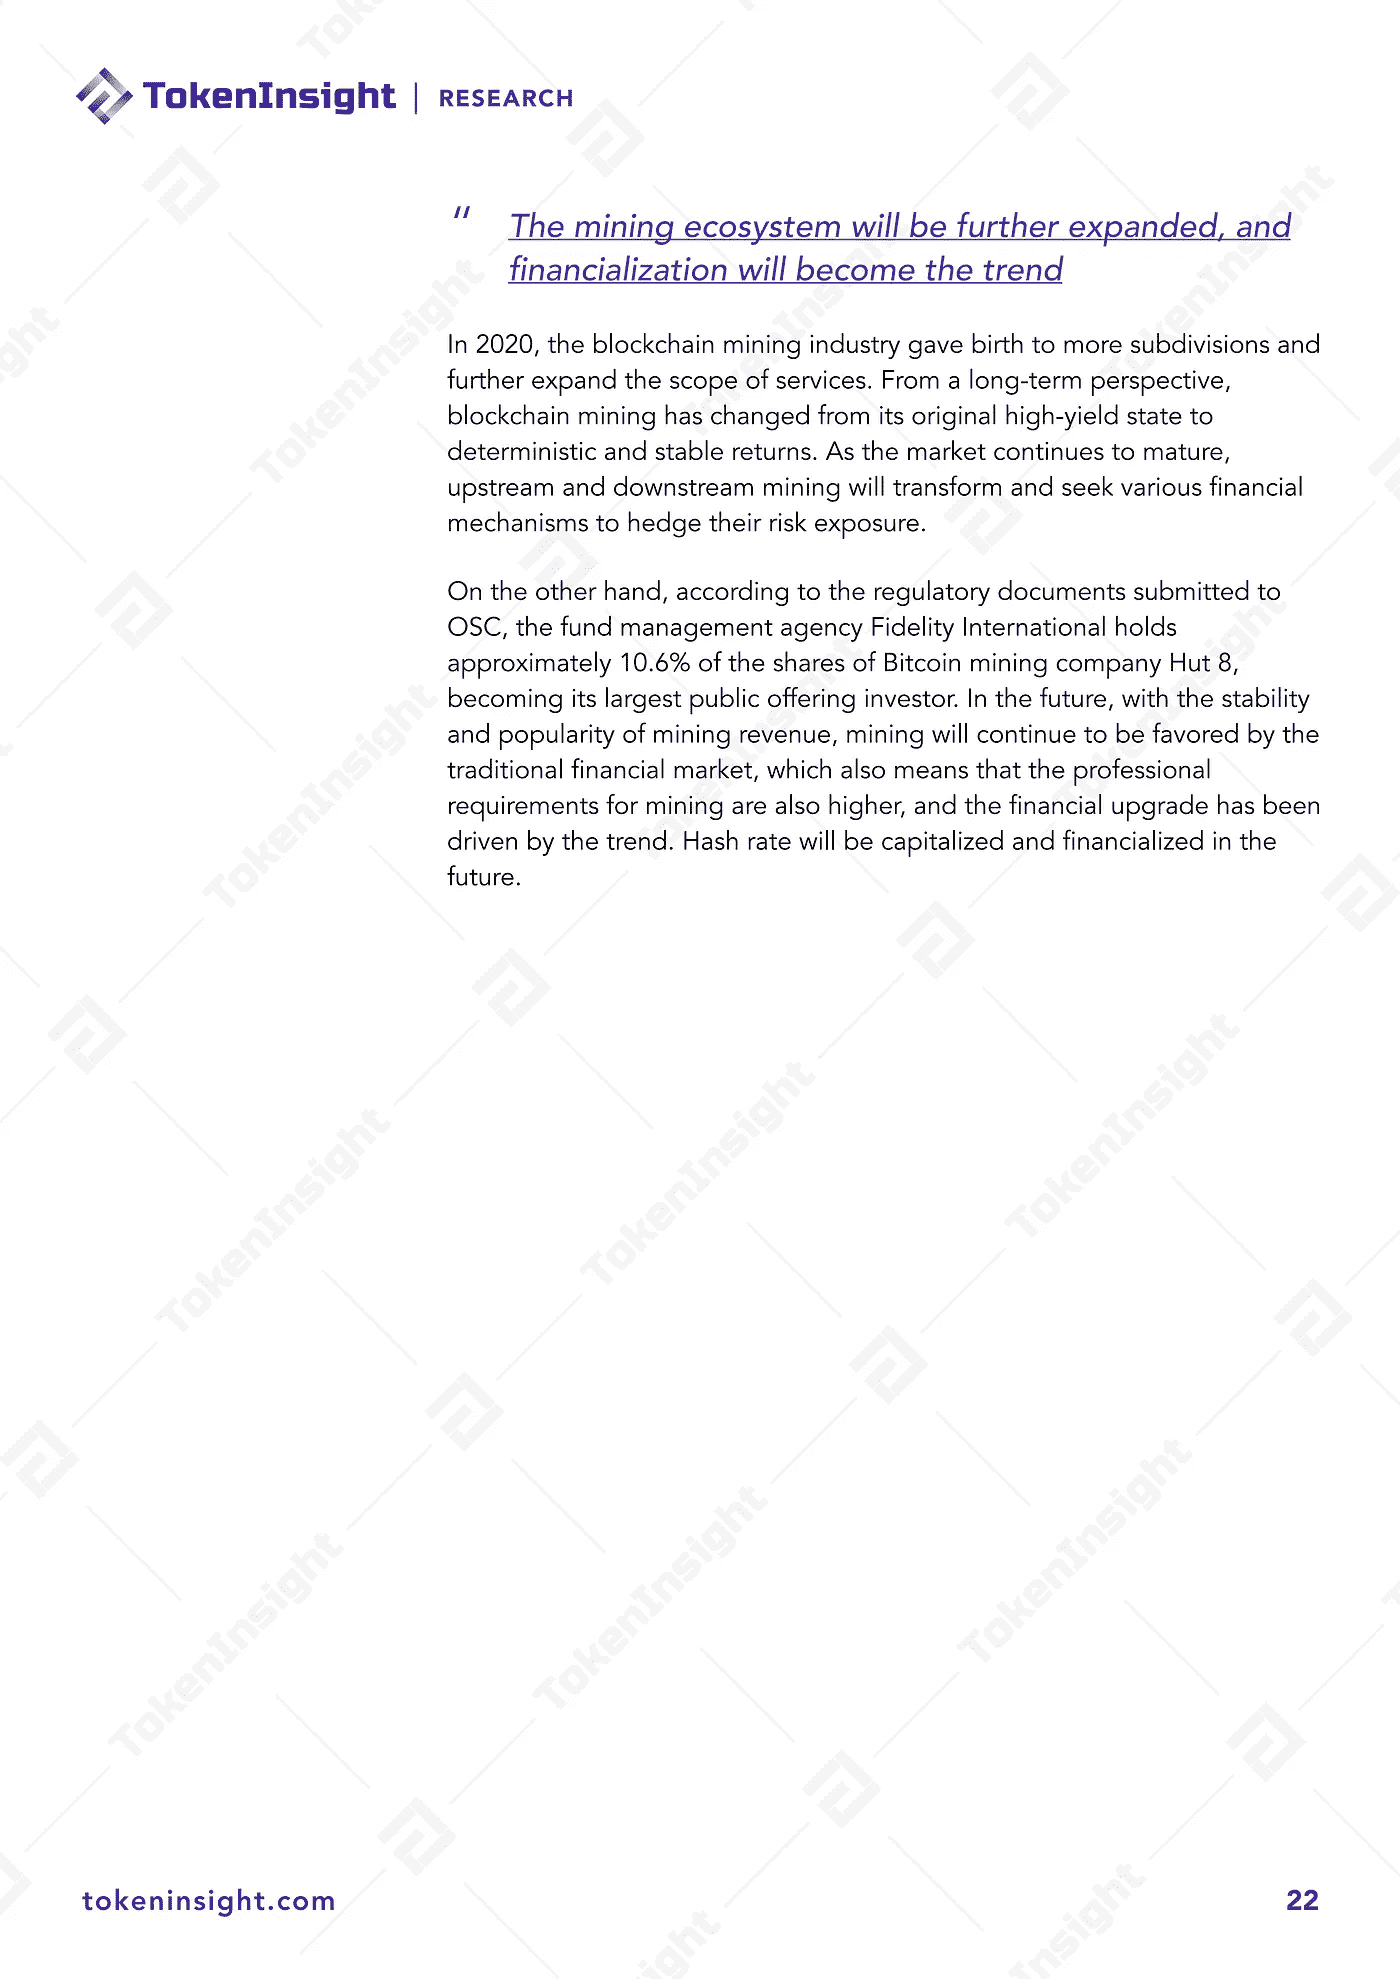 TokenInsight | RESEARCH
“ The mining ecosystem will be further expanded, and
financialization will become the trend
In 2020, the blockchain mining industry gave birth to more subdivisions and
further expand the scope of services. From a long-term perspective,
blockchain mining has changed from its original high-yield state to
deterministic and stable returns. As the market continues to mature,
upstream and downstream mining will transform and seek various financial
mechanisms to hedge their risk exposure.
On the other hand, according to the regulatory documents submitted to
OSC, the fund management agency Fidelity International holds
approximately 10.6% of the shares of Bitcoin mining company Hut 8,
becoming its largest public offering investor. In the future, with the stability
and popularity of mining revenue, mining will continue to be favored by the
traditional financial market, which also means that the professional
requirements for mining are also higher, and the financial upgrade has been
driven by the trend. Hash rate will be capitalized and financialized in the
future.
tokeninsight.com
22